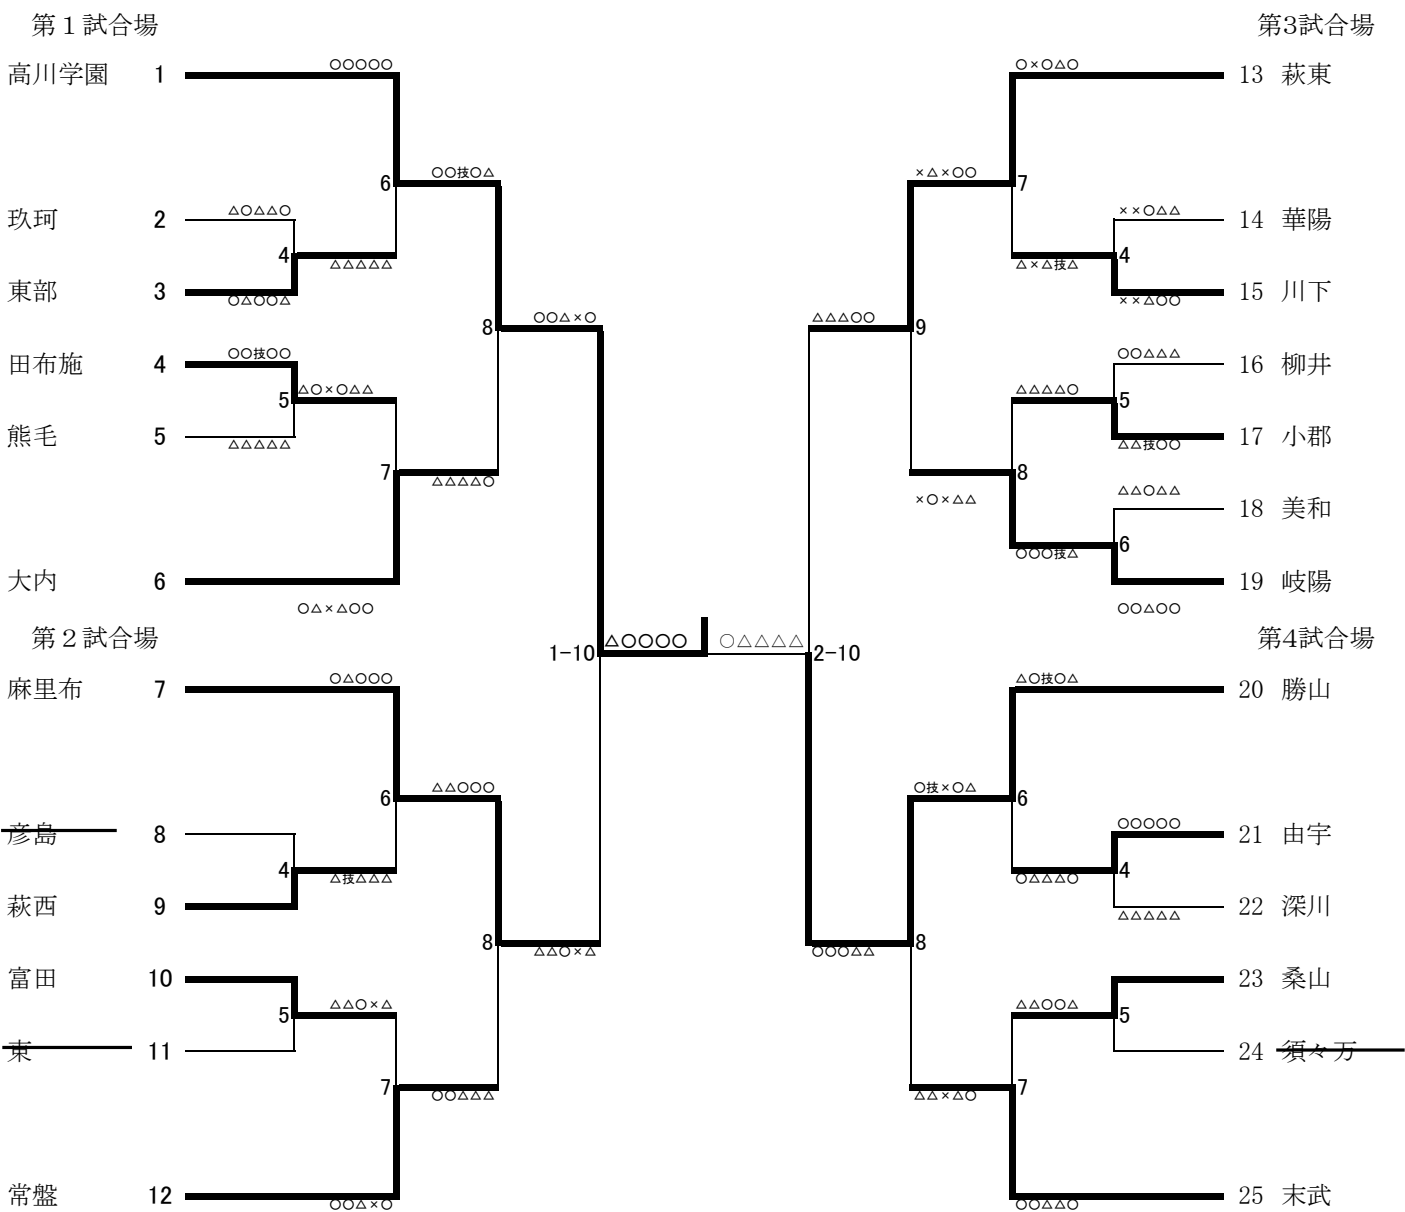 第１試合場
第3試合場
高川学園 1 ○○○○○
○×○△○ 13 萩東
6 ○○技○△
×△×○○ 7
玖珂 2 △○△△○
××○△△ 14 華陽
4 △△△△△
△×△技△ 4
東部 3 ○△○○△
××△○○ 15 川下
8 ○○△×○
△△△○○ 9
田布施 4 ○○技○○
○○△△△ 16 柳井
5 △○×○△△
△△△△○ 5
熊毛 5 △△△△△
△△技○○ 17 小郡
7 △△△△○
×○×△△ 8
△△○△△ 18 美和
○○○技△ 6
大内 6 ○△×△○○
○○△○○ 19 岐陽
第２試合場
第4試合場
1-10 △○○○○ ○△△△△ 2-10
麻里布 7 ○△○○○
△○技○△ 20 勝山
6 △△○○○
○技×○△ 6
彦島 8
○○○○○ 21 由宇
4 △技△△△
○△△△○ 4
萩西 9
△△△△△ 22 深川
8 △△○×△
○○○△△ 8
富田 10
23 桑山
5 △△○×△
△△○○△ 5
東 11
24 須々万
7 ○○△△△
△△×△○ 7
常盤 12 ○○△×○
○○△△○ 25 末武